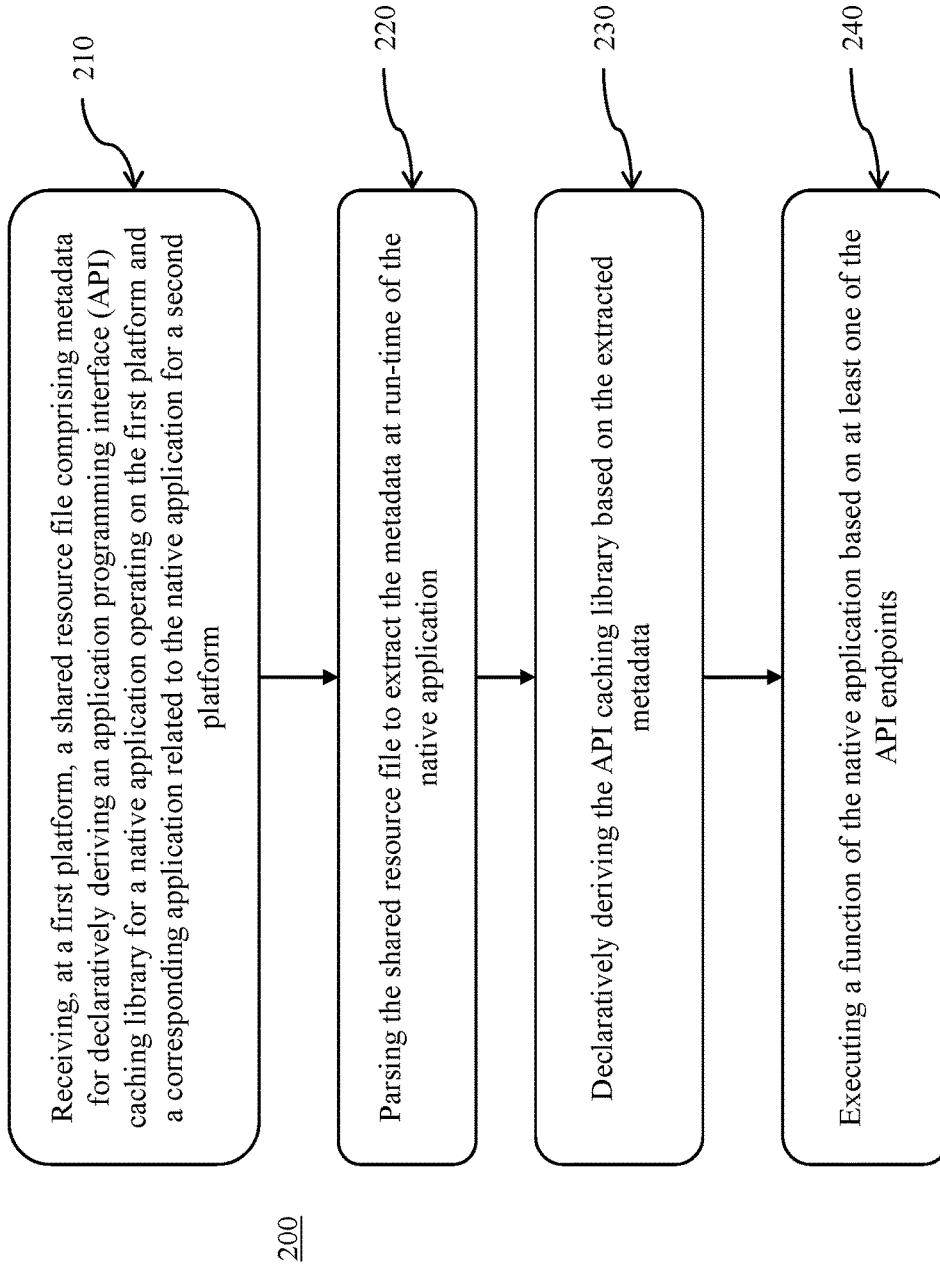 200
Receiving, at a first platform, a shared resource file comprising metadata
for declaratively deriving an application programming interface (API)
caching library for a native application operating on the first platform and
a corresponding application related to the native application for a second
platform
210
Parsing the shared resource file to extract the metadata at run-time of the
native application
220
Declaratively deriving the API caching library based on the extracted
metadata
230
Executing a function of the native application based on at least one of the
API endpoints
240